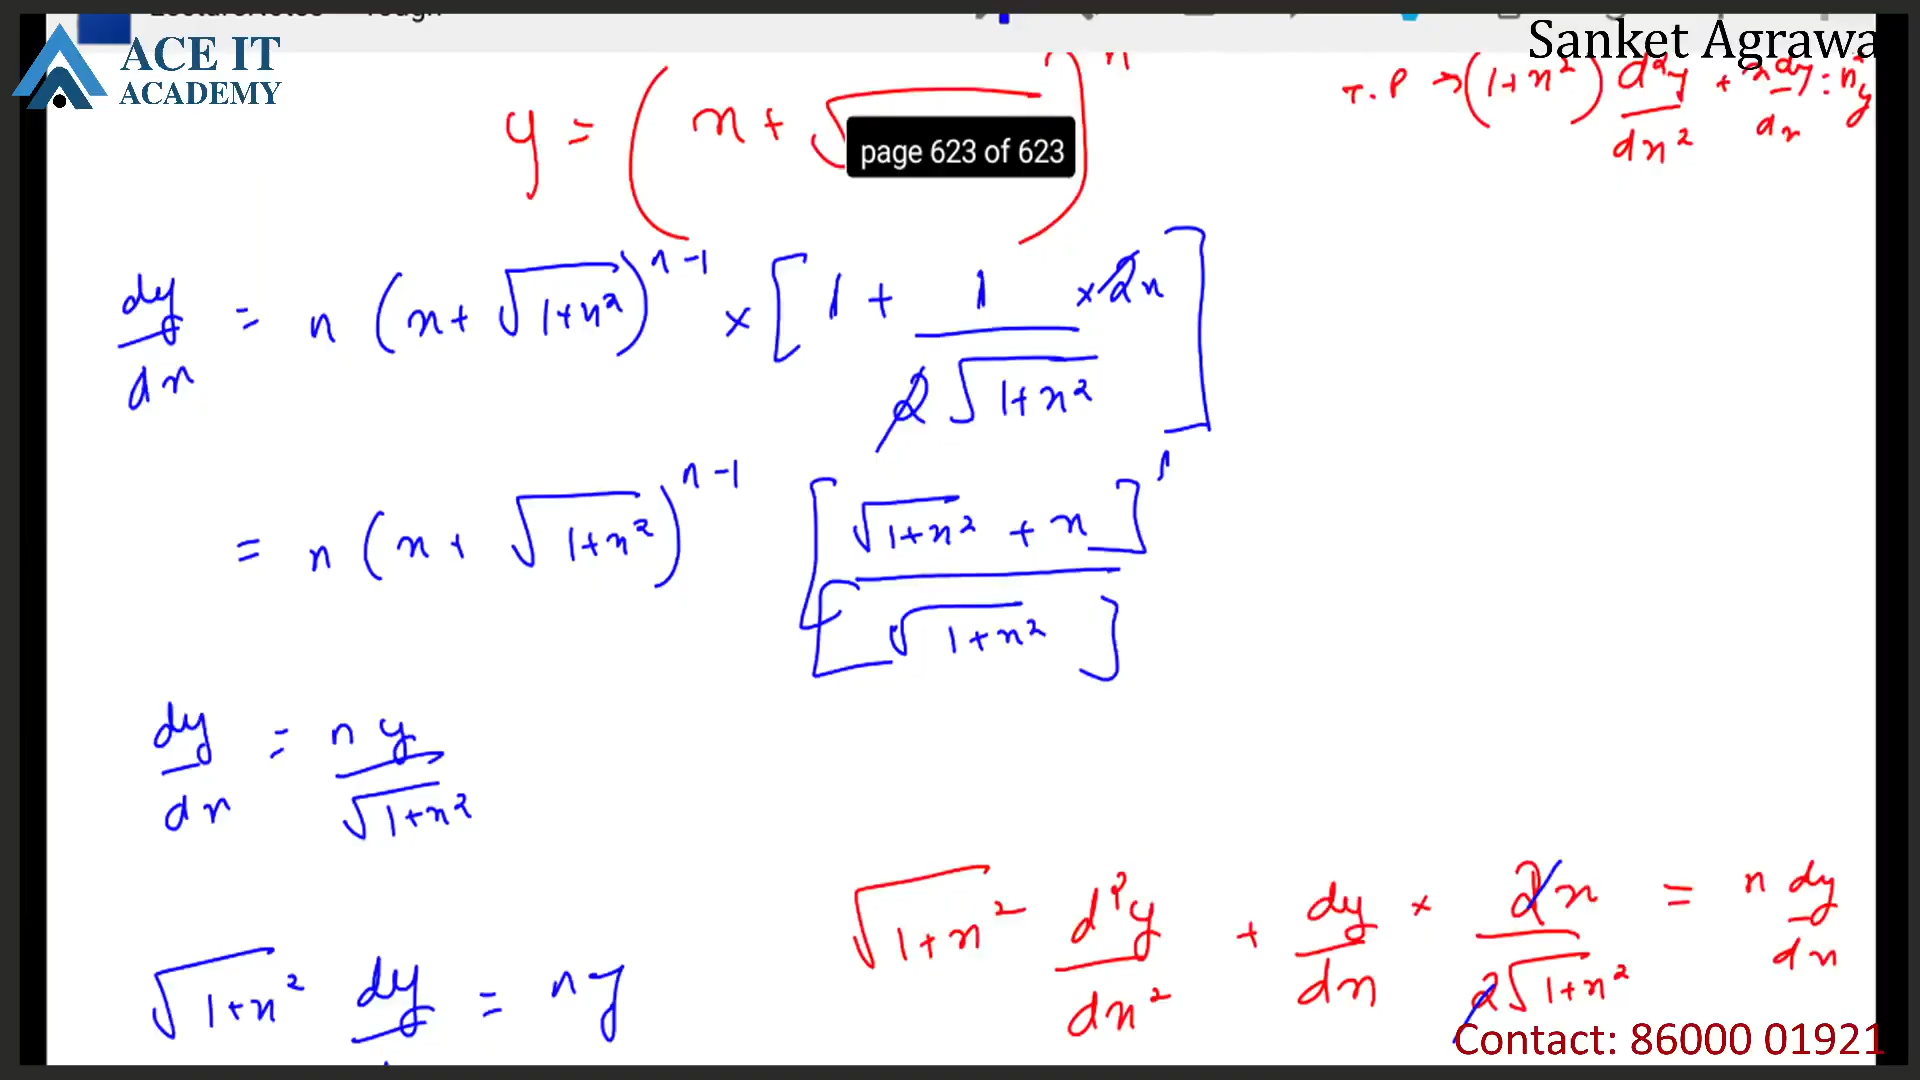 Sanket Agrawa
ACE IT
ACADEMY
T.P → (1+x²) d²y/dx² + x dy/dx = n²y
y = (x + √
page 623 of 623
dy/dx = n (x + √(1+x²))^(n-1) × [1 + 1/(2√(1+x²)) × 2x]
= n (x + √(1+x²))^(n-1) [√(1+x²) + x] / [√(1+x²)]
dy/dx = ny/√(1+x²)
√(1+x²) dy/ = ny
√(1+x²) d²y/dx² + dy/dx × 2x/(2√(1+x²)) = n dy/dx
Contact: 86000 01921